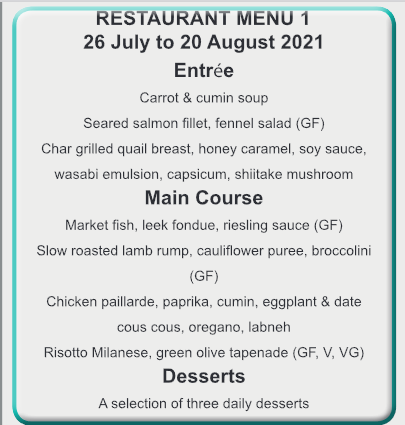 RESTAURANT MENU 1
26 July to 20 August 2021
Entrée
Carrot & cumin soup
Seared salmon fillet, fennel salad (GF)
Char grilled quail breast, honey caramel, soy sauce,
wasabi emulsion, capsicum, shiitake mushroom
Main Course
Market fish, leek fondue, riesling sauce (GF)
Slow roasted lamb rump, cauliflower puree, broccolini
(GF)
Chicken paillarde, paprika, cumin, eggplant & date
cous cous, oregano, labneh
Risotto Milanese, green olive tapenade (GF, V, VG)
Desserts
A selection of three daily desserts